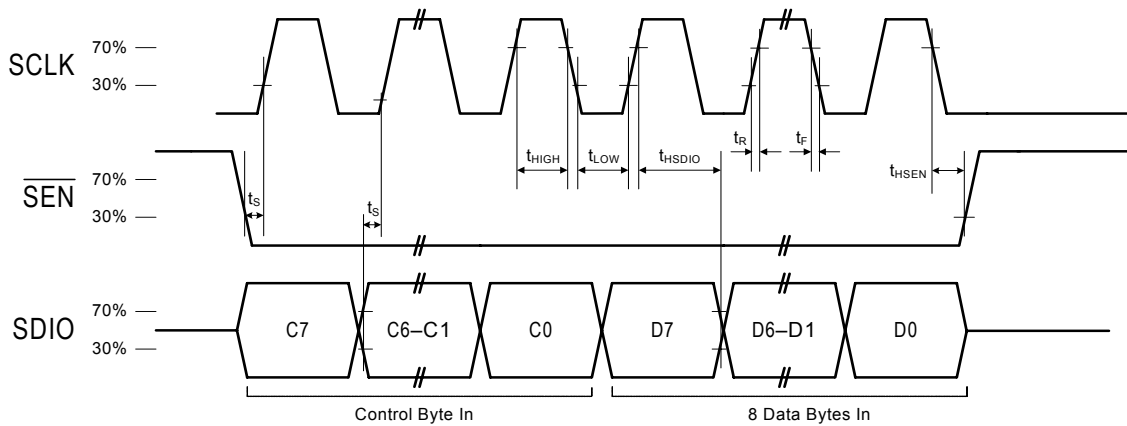 SCLK
70%
30%
tHIGH
tLOW
tHSDIO
tR
tF
tHSEN
SEN
70%
30%
tS
tS
SDIO
70%
30%
C7
C6–C1
C0
D7
D6–D1
D0
Control Byte In
8 Data Bytes In